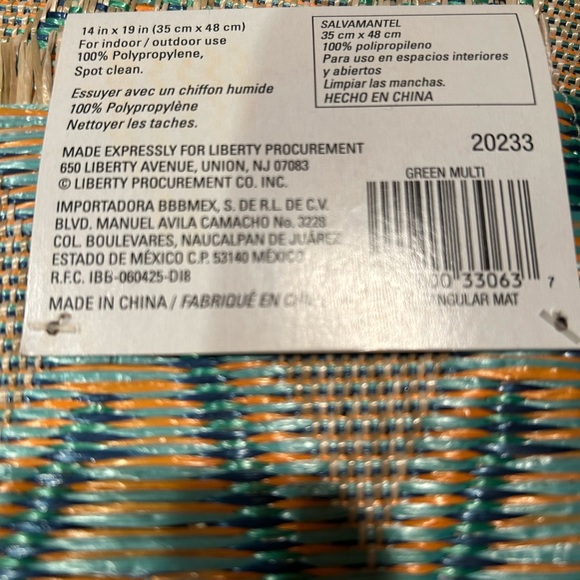 14 in x 19 in (35 cm x 48 cm)
For indoor / outdoor use
100% Polypropylene,
Spot clean.
Essuyer avec un chiffon humide
100% Polypropylène
Nettoyer les taches.
SALVAMANTEL
35 cm x 48 cm
100% polipropileno
Para uso en espacios interiores
y abiertos
Limpiar las manchas.
HECHO EN CHINA
MADE EXPRESSLY FOR LIBERTY PROCUREMENT
650 LIBERTY AVENUE, UNION, NJ 07083
© LIBERTY PROCUREMENT CO. INC.
IMPORTADORA BBBMEX, S. DE R.L. DE C.V.
BLVD. MANUEL AVILA CAMACHO No. 3228
COL. BOULEVARES, NAUCALPAN DE JUÁREZ
ESTADO DE MÉXICO C.P. 53140 MÉXICO
R.F.C. IBB-060425-DI8
MADE IN CHINA / FABRIQUÉ EN
20233
GREEN MULTI
33063 7
MAT